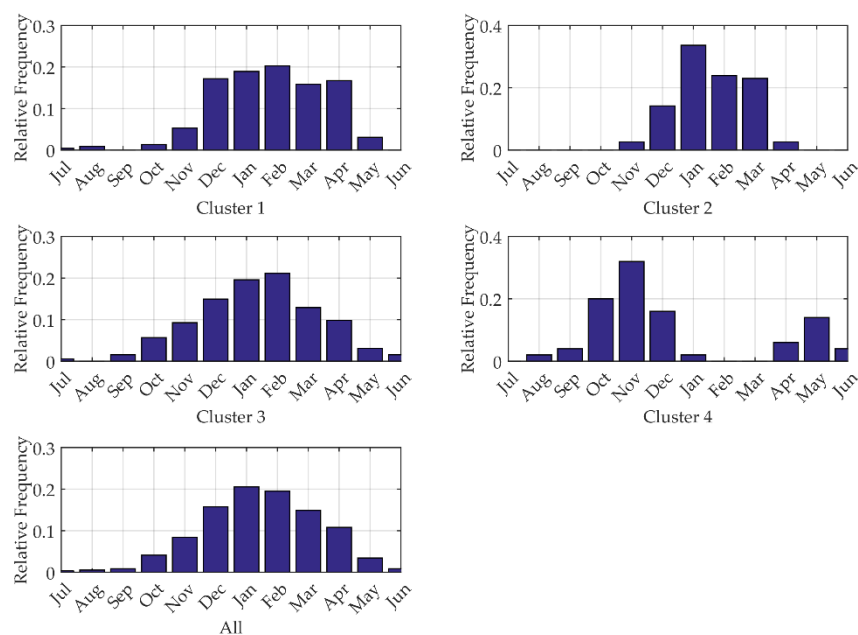 Relative Frequency
0.3
0.2
0.1
0
Jul Aug Sep Oct Nov Dec Jan Feb Mar Apr May Jun
Cluster 1
Relative Frequency
0.4
0.2
0
Jul Aug Sep Oct Nov Dec Jan Feb Mar Apr May Jun
Cluster 2
Relative Frequency
0.3
0.2
0.1
0
Jul Aug Sep Oct Nov Dec Jan Feb Mar Apr May Jun
Cluster 3
Relative Frequency
0.4
0.2
0
Jul Aug Sep Oct Nov Dec Jan Feb Mar Apr May Jun
Cluster 4
Relative Frequency
0.3
0.2
0.1
0
Jul Aug Sep Oct Nov Dec Jan Feb Mar Apr May Jun
All